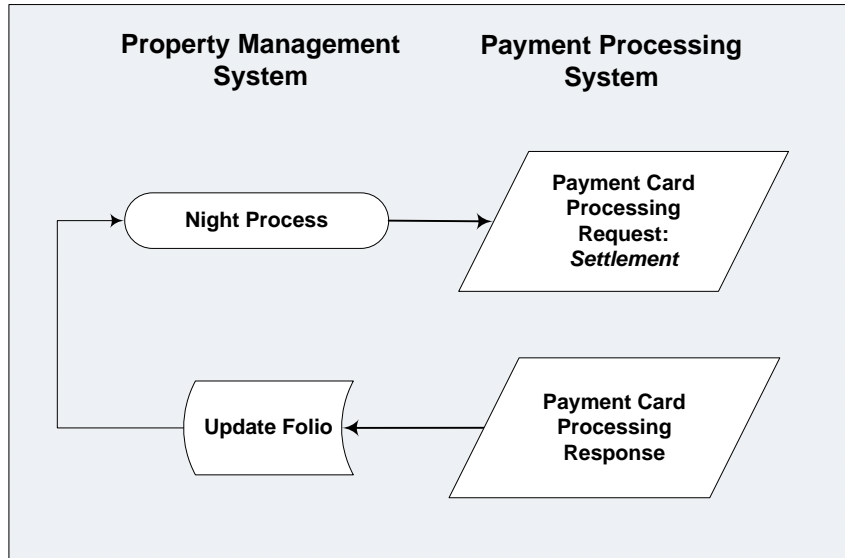 Property Management
System
Payment Processing
System
Night Process
Payment Card
Processing
Request:
Settlement
Update Folio
Payment Card
Processing
Response